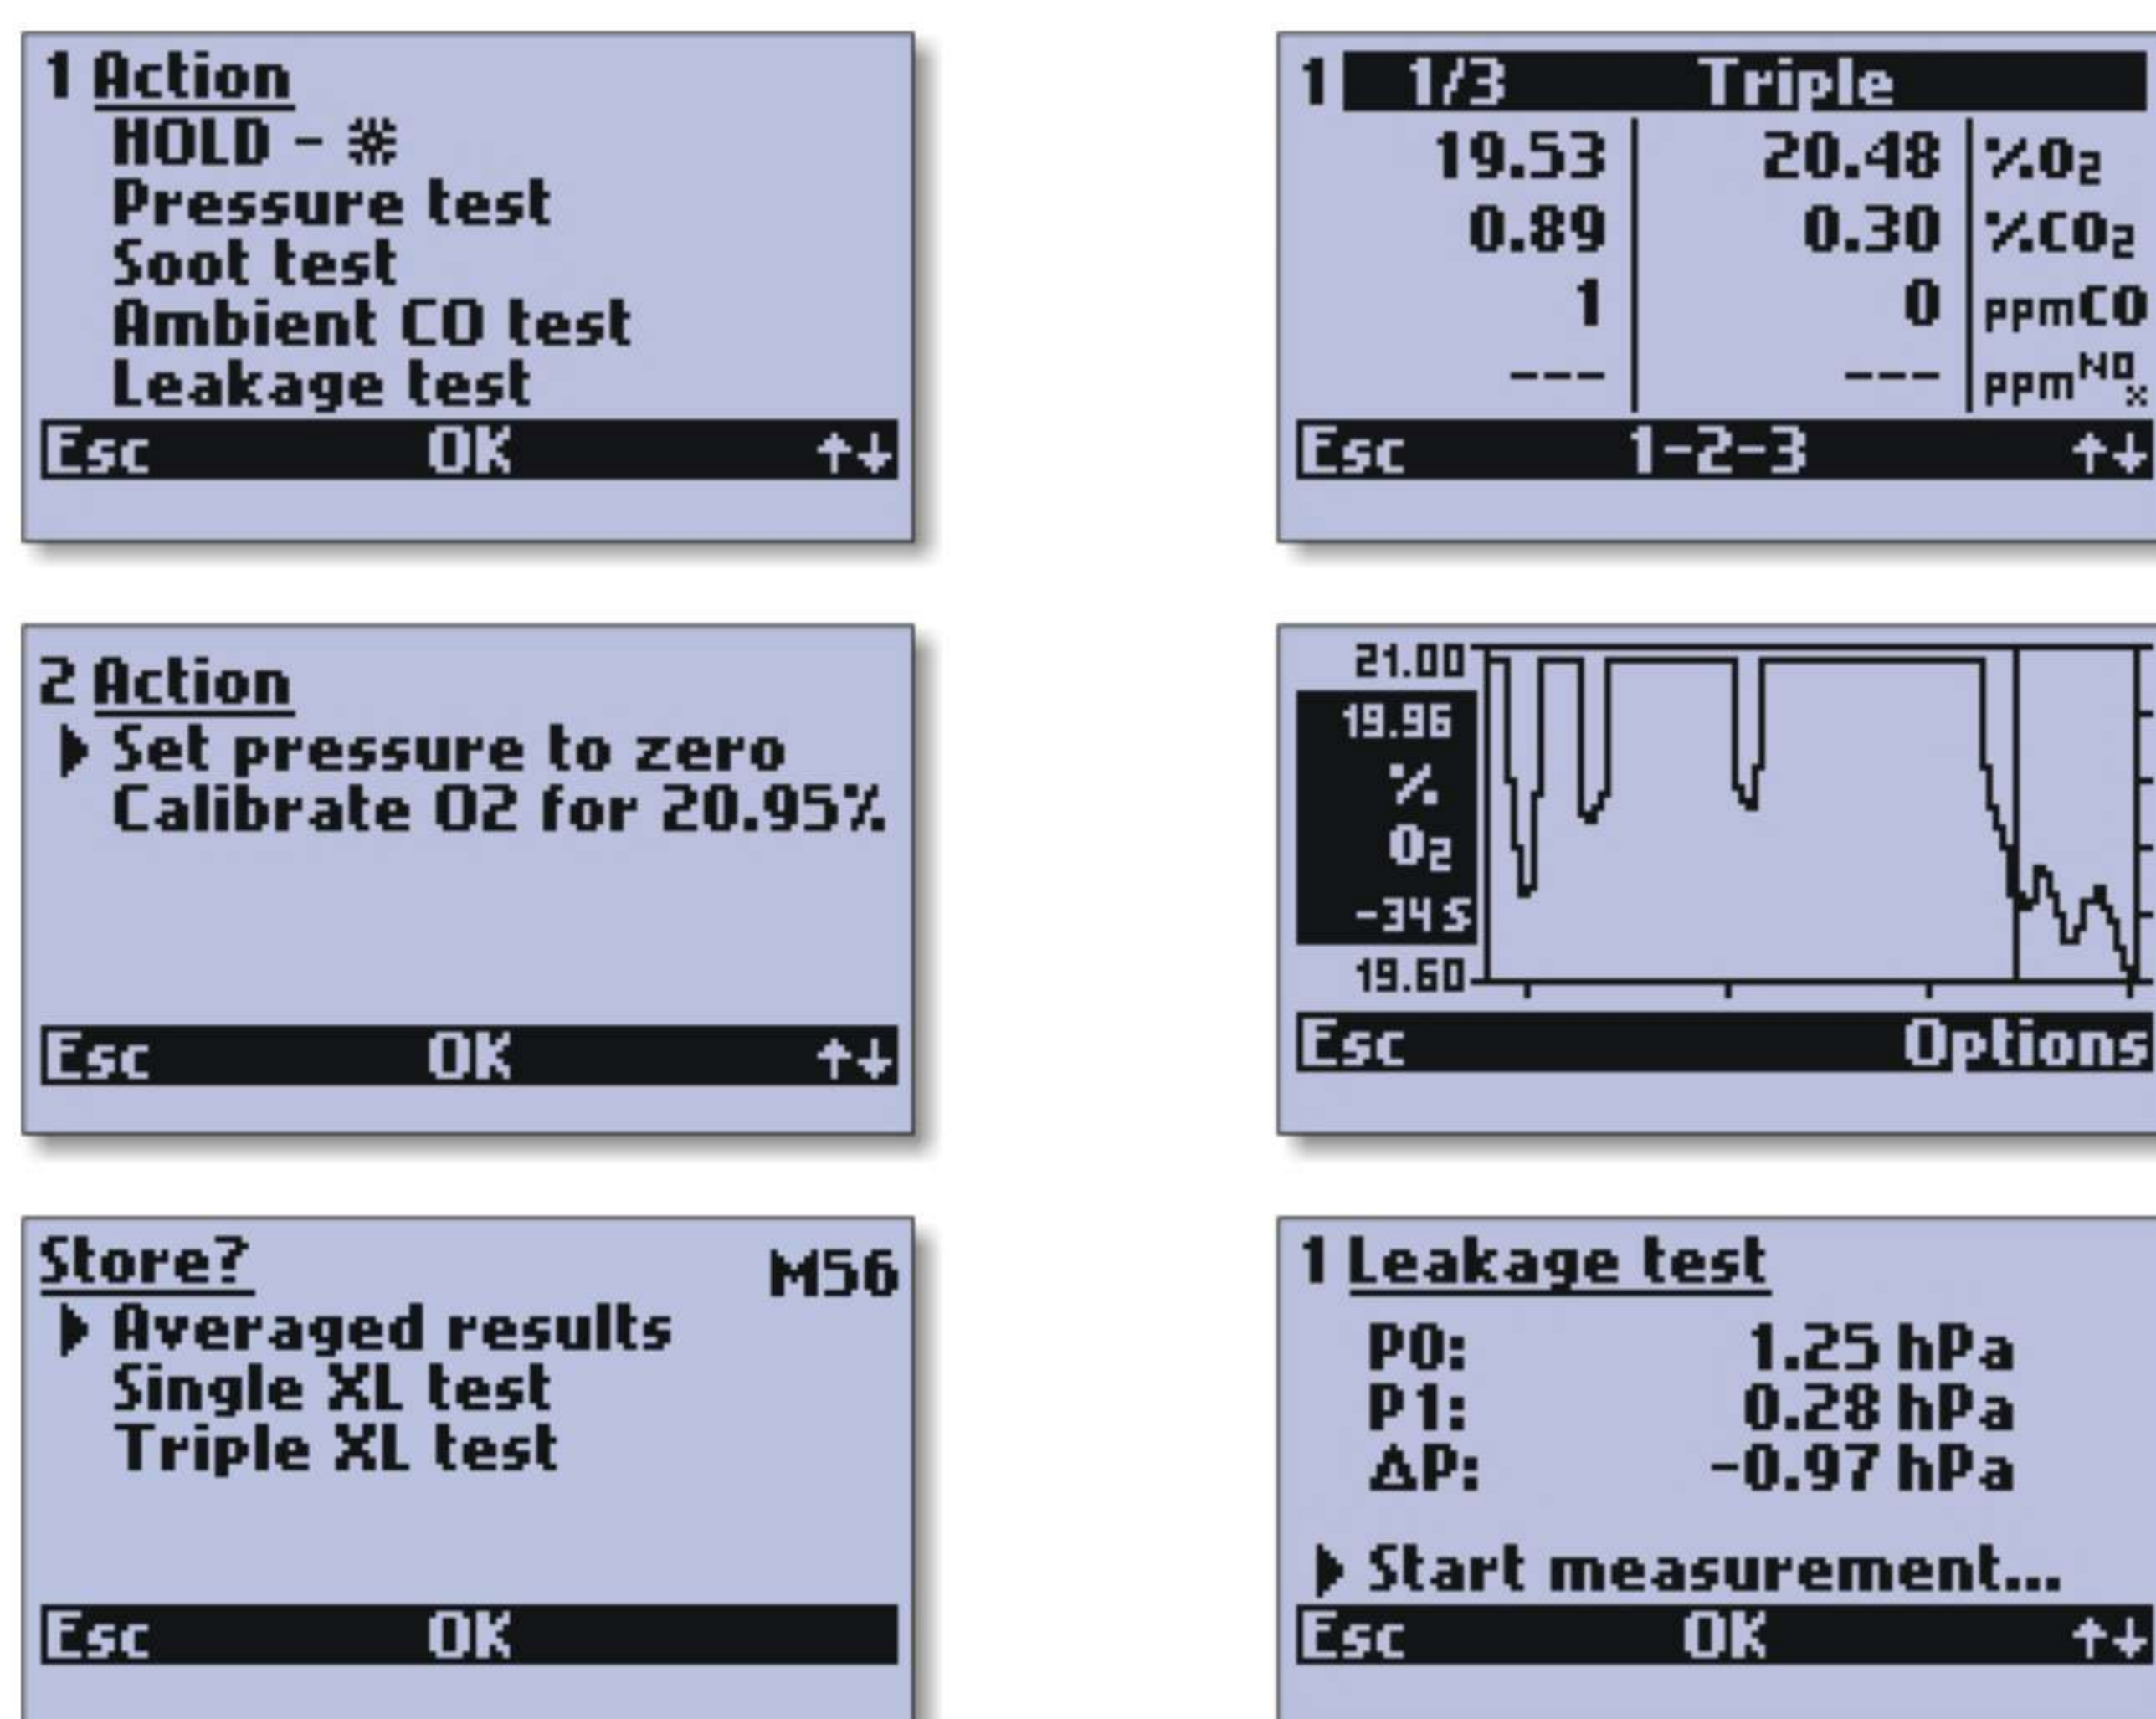 1 Action
HOLD - ☼
Pressure test
Soot test
Ambient CO test
Leakage test
Esc OK ↑↓
1 1/3 Triple
19.53 20.48 %O₂
0.89 0.30 %CO₂
1 0 ppmCO
--- --- ppmNOₓ
Esc 1-2-3 ↑↓
2 Action
Set pressure to zero
Calibrate O2 for 20.95%
Esc OK ↑↓
21.00
19.96
%
O₂
-34 s
19.60
Esc Options
Store? M56
Averaged results
Single XL test
Triple XL test
Esc OK
1 Leakage test
P0: 1.25 hPa
P1: 0.28 hPa
ΔP: -0.97 hPa
Start measurement...
Esc OK ↑↓